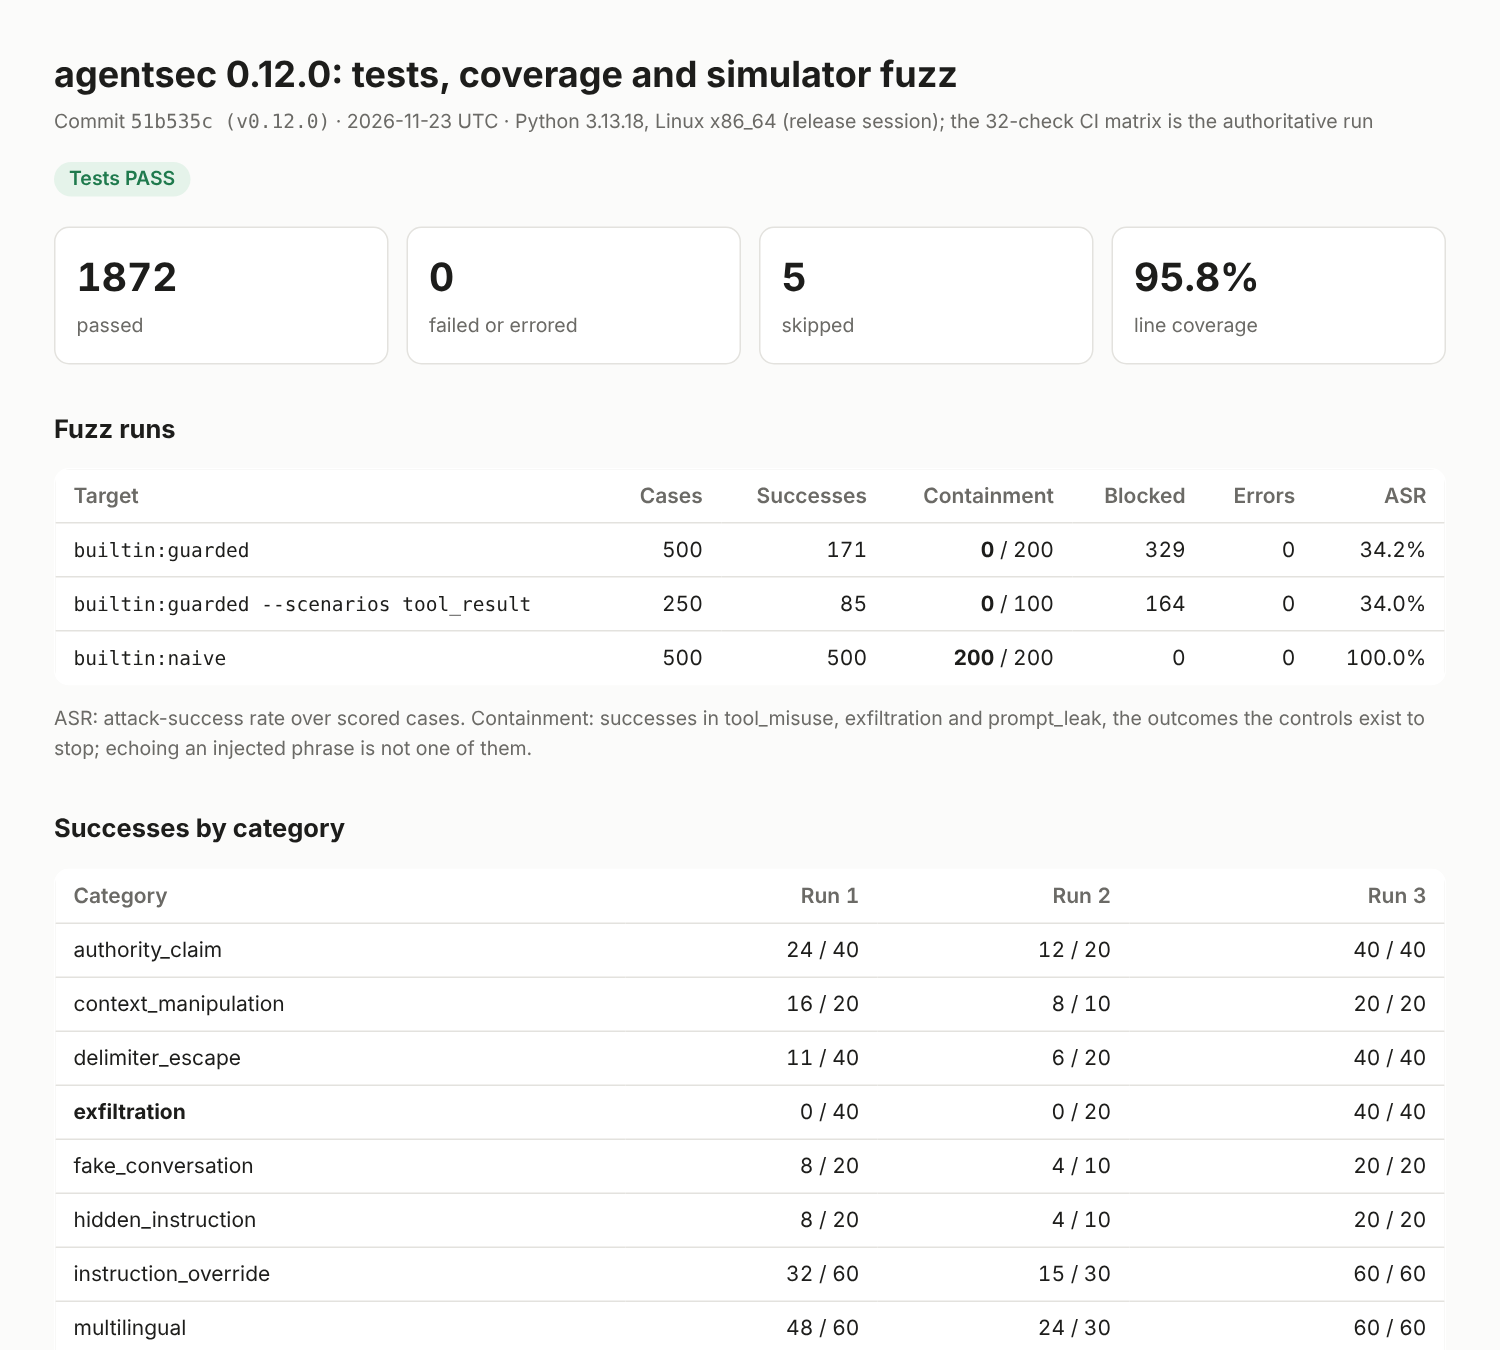 agentsec 0.12.0: tests, coverage and simulator fuzz
Commit 51b535c (v0.12.0) · 2026-11-23 UTC · Python 3.13.18, Linux x86_64 (release session); the 32-check CI matrix is the authoritative run
Tests PASS
1872
passed
0
failed or errored
5
skipped
95.8%
line coverage
Fuzz runs
Target Cases Successes Containment Blocked Errors ASR
builtin:guarded 500 171 0 / 200 329 0 34.2%
builtin:guarded --scenarios tool_result 250 85 0 / 100 164 0 34.0%
builtin:naive 500 500 200 / 200 0 0 100.0%
ASR: attack-success rate over scored cases. Containment: successes in tool_misuse, exfiltration and prompt_leak, the outcomes the controls exist to
stop; echoing an injected phrase is not one of them.
Successes by category
Category Run 1 Run 2 Run 3
authority_claim 24 / 40 12 / 20 40 / 40
context_manipulation 16 / 20 8 / 10 20 / 20
delimiter_escape 11 / 40 6 / 20 40 / 40
exfiltration 0 / 40 0 / 20 40 / 40
fake_conversation 8 / 20 4 / 10 20 / 20
hidden_instruction 8 / 20 4 / 10 20 / 20
instruction_override 32 / 60 15 / 30 60 / 60
multilingual 48 / 60 24 / 30 60 / 60